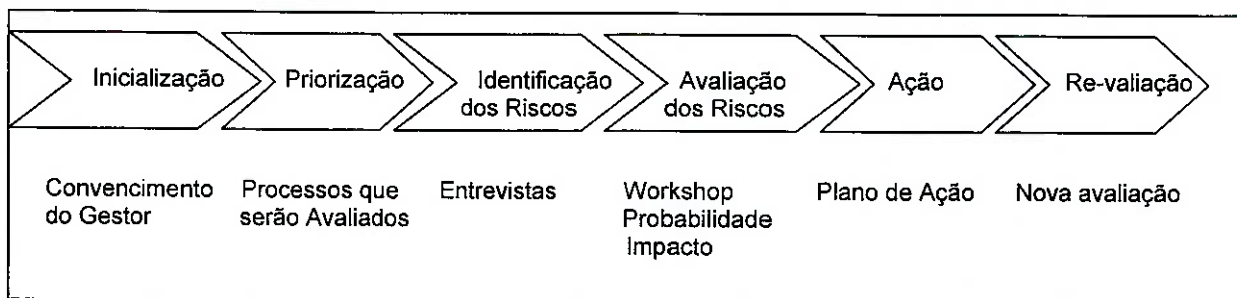 Inicialização
Priorização
Identificação
dos Riscos
Avaliação
dos Riscos
Ação
Re-valiação
Convencimento
do Gestor
Processos que
serão Avaliados
Entrevistas
Workshop
Probabilidade
Impacto
Plano de Ação
Nova avaliação